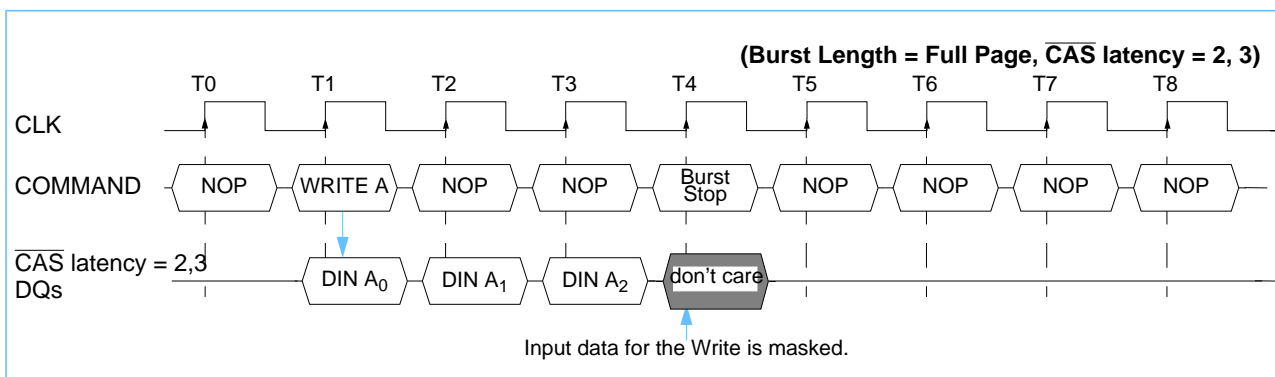 (Burst Length = Full Page, CAS latency = 2, 3)
T0 T1 T2 T3 T4 T5 T6 T7 T8
CLK
COMMAND NOP WRITE A NOP NOP Burst Stop NOP NOP NOP NOP
CAS latency = 2,3
DQs DIN A0 DIN A1 DIN A2 don't care
Input data for the Write is masked.